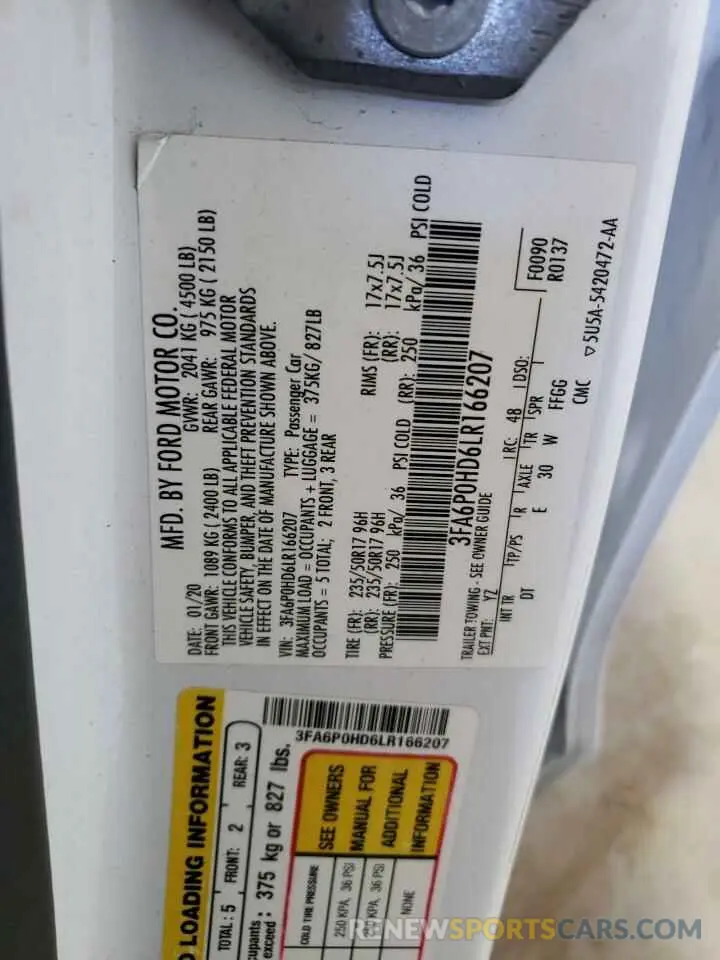 MFD. BY FORD MOTOR CO.
DATE: 01/20 GVWR: 2041 KG ( 4500 LB)
FRONT GAWR: 1089 KG ( 2400LB) REAR GAWR: 975 KG ( 2150 LB)
THIS VEHICLE CONFORMS TO ALL APPLICABLE FEDERAL MOTOR
VEHICLE SAFETY, BUMPER, AND THEFT PREVENTION STANDARDS
IN EFFECT ON THE DATE OF MANUFACTURE SHOWN ABOVE.
VIN: 3FA6P0HD6LR166207 TYPE: Passenger Car
MAXIMUM LOAD = OCCUPANTS + LUGGAGE = 375KG/ 827LB
OCCUPANTS = 5 TOTAL; 2 FRONT, 3 REAR
TIRE (FR): 235/50R17 96H RIMS (FR): 17x7.5J
(RR): 235/50R17 96H (RR): 17x7.5J
PRESSURE (FR): 250 kPa/ 36 PSI COLD (RR): 250 kPa/ 36 PSI COLD
3FA6P0HD6LR166207
TRAILER TOWING - SEE OWNER GUIDE
EXT PNT: YZ RC: 48 DSO: F0090
R0137
INT TR TP/PS R AXLE TR SPR
DT E 30 W FFGG
CMC
5U5A-5420472-AA
3FA6P0HD6LR166207
LOADING INFORMATION
TOTAL: 5 FRONT: 2 REAR: 3
exceed: 375 kg or 827 lbs.
COLD TIRE PRESSURE
250 KPA, 36 PSI
KPA, 36 PSI
NONE
SEE OWNERS
MANUAL FOR
ADDITIONAL
INFORMATION
RENEWSPORTSCARS.COM